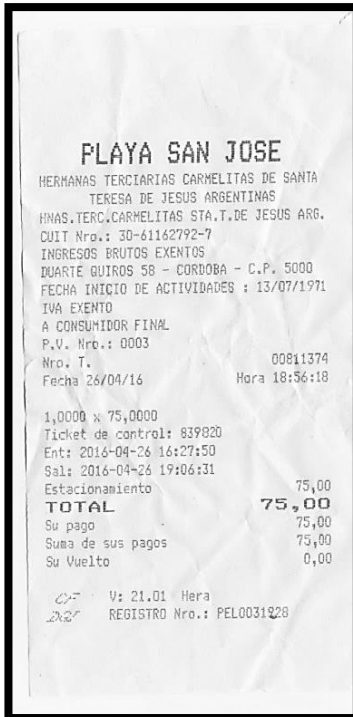 PLAYA SAN JOSE
HERMANAS TERCIARIAS CARMELITAS DE SANTA
TERESA DE JESUS ARGENTINAS
HNAS.TERC.CARMELITAS STA.T.DE JESUS ARG.
CUIT Nro.: 30-61162792-7
INGRESOS BRUTOS EXENTOS
DUARTE QUIROS 58 - CORDOBA - C.P. 5000
FECHA INICIO DE ACTIVIDADES : 13/07/1971
IVA EXENTO
A CONSUMIDOR FINAL
P.V. Nro.: 0003
Nro. T. 00811374
Fecha 26/04/16 Hora 18:56:18
1,0000 x 75,0000
Ticket de control: 839820
Ent: 2016-04-26 16:27:50
Sal: 2016-04-26 19:06:31
Estacionamiento 75,00
TOTAL 75,00
Su pago 75,00
Suma de sus pagos 75,00
Su Vuelto 0,00
CF V: 21.01 Hera
DGI REGISTRO Nro.: PEL0031928